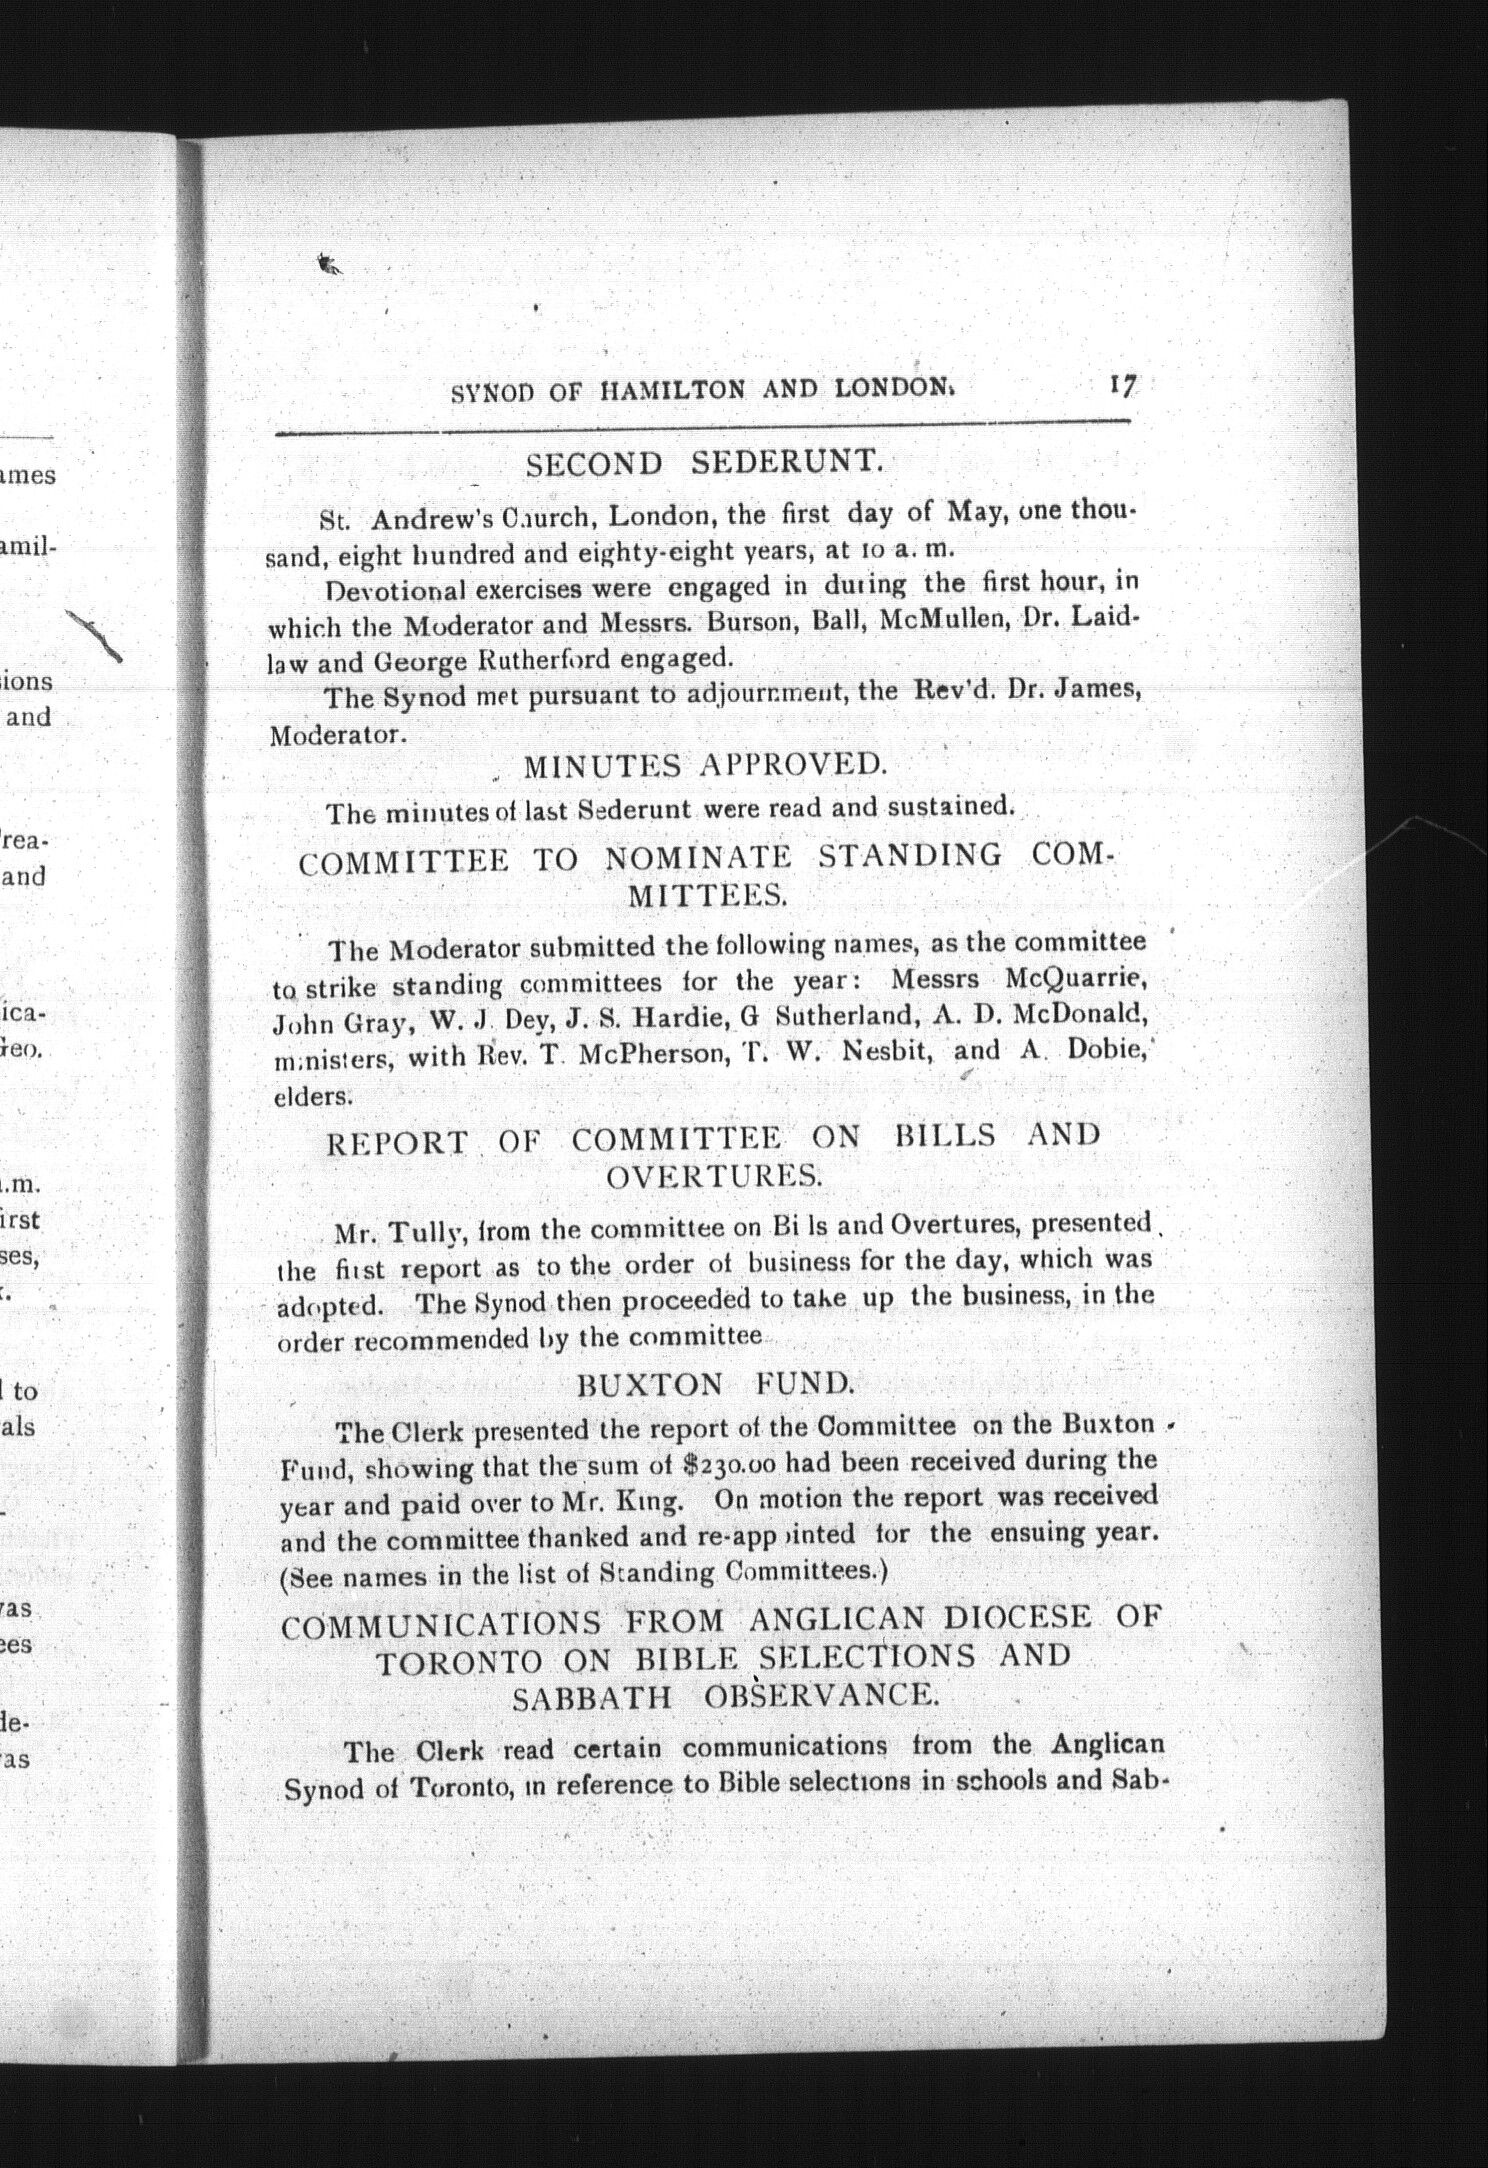 SYNOD OF HAMILTON AND LONDON. 17
SECOND SEDERUNT.
St. Andrew's Church, London, the first day of May, one thou-
sand, eight hundred and eighty-eight years, at 10 a. m.
Devotional exercises were engaged in during the first hour, in
which the Moderator and Messrs. Burson, Ball, McMullen, Dr. Laid-
law and George Rutherford engaged.
The Synod met pursuant to adjournment, the Rev'd. Dr. James,
Moderator.
MINUTES APPROVED.
The minutes of last Sederunt were read and sustained.
COMMITTEE TO NOMINATE STANDING COM-
MITTEES.
The Moderator submitted the following names, as the committee
to strike standing committees for the year: Messrs McQuarrie,
John Gray, W. J. Dey, J. S. Hardie, G Sutherland, A. D. McDonald,
ministers, with Rev. T. McPherson, T. W. Nesbit, and A. Dobie,
elders.
REPORT OF COMMITTEE ON BILLS AND
OVERTURES.
Mr. Tully, from the committee on Bi ls and Overtures, presented
the first report as to the order of business for the day, which was
adopted. The Synod then proceeded to take up the business, in the
order recommended by the committee
BUXTON FUND.
The Clerk presented the report of the Committee on the Buxton
Fund, showing that the sum of $230.00 had been received during the
year and paid over to Mr. King. On motion the report was received
and the committee thanked and re-appointed for the ensuing year.
(See names in the list of Standing Committees.)
COMMUNICATIONS FROM ANGLICAN DIOCESE OF
TORONTO ON BIBLE SELECTIONS AND
SABBATH OBSERVANCE.
The Clerk read certain communications from the Anglican
Synod of Toronto, in reference to Bible selections in schools and Sab-